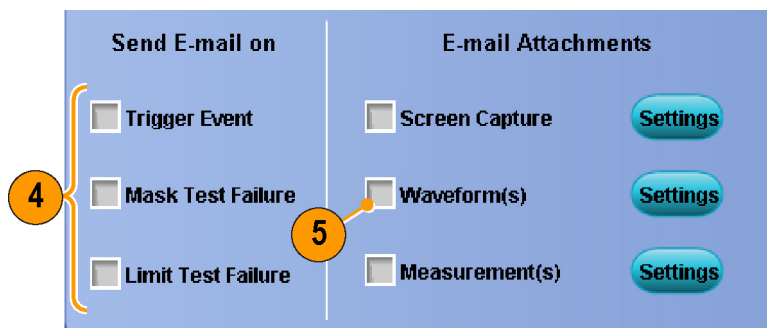 Send E-mail on
E-mail Attachments
Trigger Event
Screen Capture
Settings
4
Mask Test Failure
5
Waveform(s)
Settings
Limit Test Failure
Measurement(s)
Settings